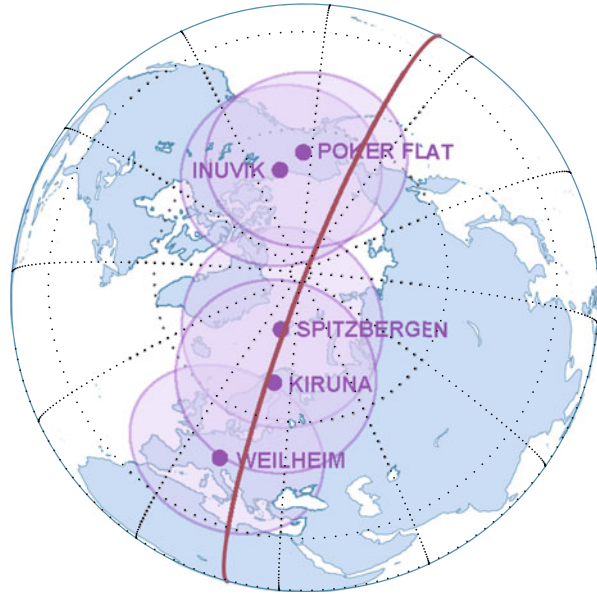 POKER FLAT
INUVIK
SPITZBERGEN
KIRUNA
WEILHEIM